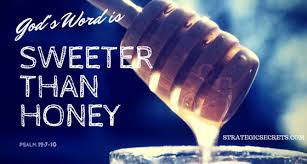 God's Word is
SWEETER
THAN
HONEY
PSALM 19:7-10
STRATEGICSECRETS.COM